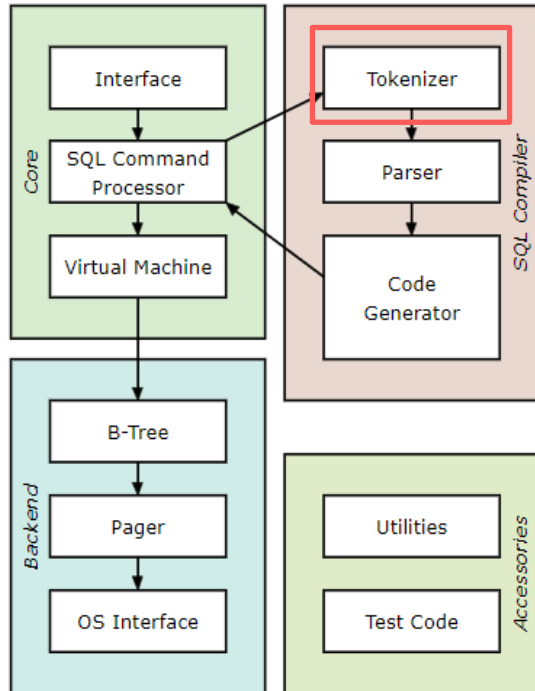 Core
Interface
SQL Command
Processor
Virtual Machine
SQL Compiler
Tokenizer
Parser
Code
Generator
Backend
B-Tree
Pager
OS Interface
Accessories
Utilities
Test Code